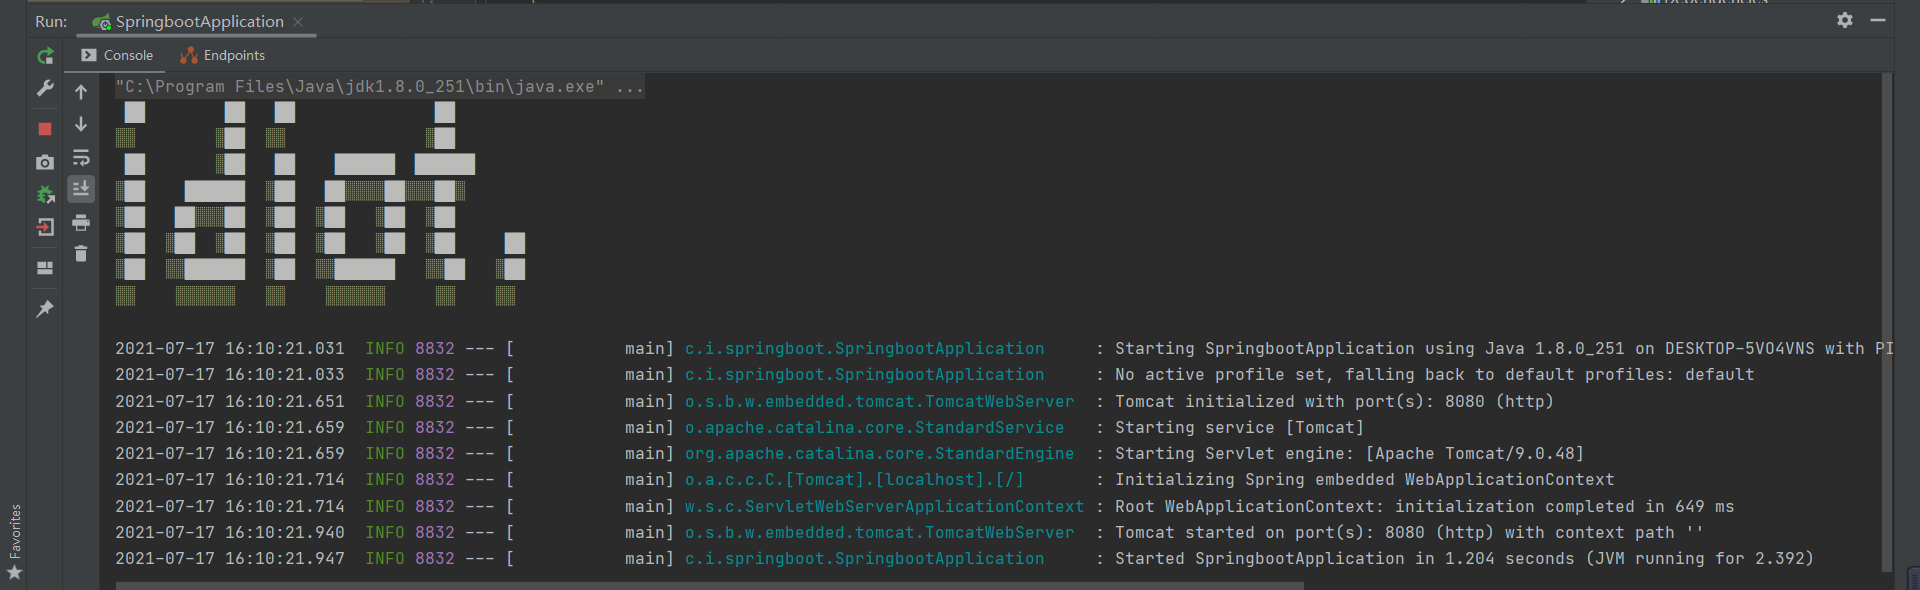 Run: SpringbootApplication
Console Endpoints
"C:\Program Files\Java\jdk1.8.0_251\bin\java.exe" ...
idiot.
2021-07-17 16:10:21.031 INFO 8832 --- [ main] c.i.springboot.SpringbootApplication : Starting SpringbootApplication using Java 1.8.0_251 on DESKTOP-5VO4VNS with PI
2021-07-17 16:10:21.033 INFO 8832 --- [ main] c.i.springboot.SpringbootApplication : No active profile set, falling back to default profiles: default
2021-07-17 16:10:21.651 INFO 8832 --- [ main] o.s.b.w.embedded.tomcat.TomcatWebServer : Tomcat initialized with port(s): 8080 (http)
2021-07-17 16:10:21.659 INFO 8832 --- [ main] o.apache.catalina.core.StandardService : Starting service [Tomcat]
2021-07-17 16:10:21.659 INFO 8832 --- [ main] org.apache.catalina.core.StandardEngine : Starting Servlet engine: [Apache Tomcat/9.0.48]
2021-07-17 16:10:21.714 INFO 8832 --- [ main] o.a.c.c.C.[Tomcat].[localhost].[/] : Initializing Spring embedded WebApplicationContext
2021-07-17 16:10:21.714 INFO 8832 --- [ main] w.s.c.ServletWebServerApplicationContext : Root WebApplicationContext: initialization completed in 649 ms
2021-07-17 16:10:21.940 INFO 8832 --- [ main] o.s.b.w.embedded.tomcat.TomcatWebServer : Tomcat started on port(s): 8080 (http) with context path ''
2021-07-17 16:10:21.947 INFO 8832 --- [ main] c.i.springboot.SpringbootApplication : Started SpringbootApplication in 1.204 seconds (JVM running for 2.392)
Favorites